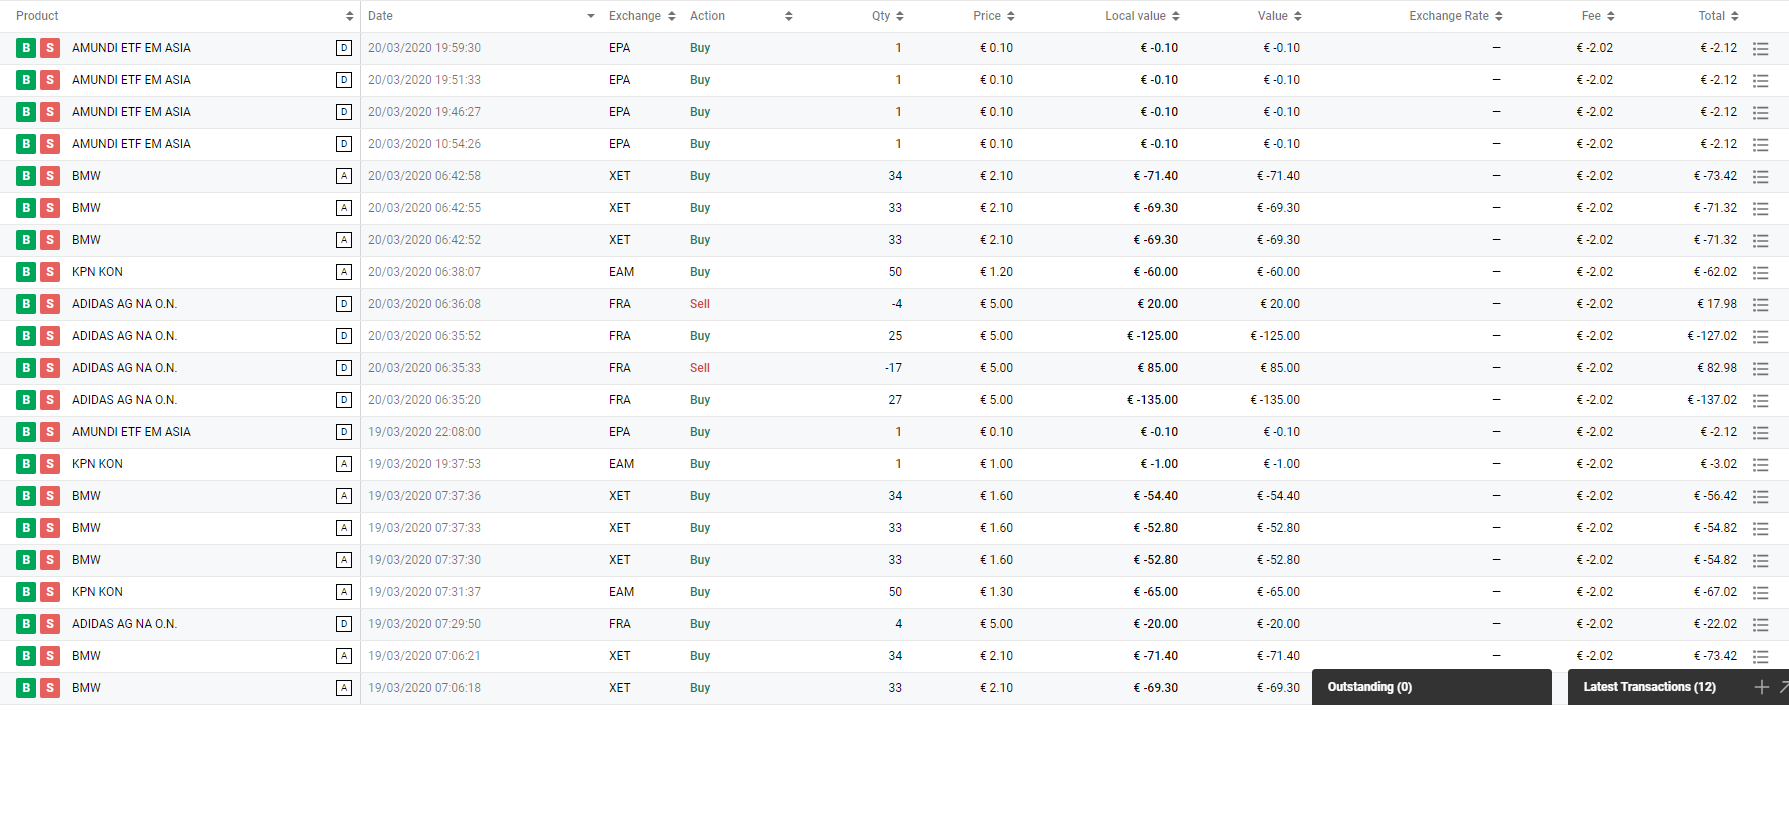 Product Date Exchange Action Qty Price Local value Value Exchange Rate Fee Total
B S AMUNDI ETF EM ASIA D 20/03/2020 19:59:30 EPA Buy 1 € 0.10 € -0.10 € -0.10 — € -2.02 € -2.12
B S AMUNDI ETF EM ASIA D 20/03/2020 19:51:33 EPA Buy 1 € 0.10 € -0.10 € -0.10 — € -2.02 € -2.12
B S AMUNDI ETF EM ASIA D 20/03/2020 19:46:27 EPA Buy 1 € 0.10 € -0.10 € -0.10 — € -2.02 € -2.12
B S AMUNDI ETF EM ASIA D 20/03/2020 10:54:26 EPA Buy 1 € 0.10 € -0.10 € -0.10 — € -2.02 € -2.12
B S BMW A 20/03/2020 06:42:58 XET Buy 34 € 2.10 € -71.40 € -71.40 — € -2.02 € -73.42
B S BMW A 20/03/2020 06:42:55 XET Buy 33 € 2.10 € -69.30 € -69.30 — € -2.02 € -71.32
B S BMW A 20/03/2020 06:42:52 XET Buy 33 € 2.10 € -69.30 € -69.30 — € -2.02 € -71.32
B S KPN KON A 20/03/2020 06:38:07 EAM Buy 50 € 1.20 € -60.00 € -60.00 — € -2.02 € -62.02
B S ADIDAS AG NA O.N. D 20/03/2020 06:36:08 FRA Sell -4 € 5.00 € 20.00 € 20.00 — € -2.02 € 17.98
B S ADIDAS AG NA O.N. D 20/03/2020 06:35:52 FRA Buy 25 € 5.00 € -125.00 € -125.00 — € -2.02 € -127.02
B S ADIDAS AG NA O.N. D 20/03/2020 06:35:33 FRA Sell -17 € 5.00 € 85.00 € 85.00 — € -2.02 € 82.98
B S ADIDAS AG NA O.N. D 20/03/2020 06:35:20 FRA Buy 27 € 5.00 € -135.00 € -135.00 — € -2.02 € -137.02
B S AMUNDI ETF EM ASIA D 19/03/2020 22:08:00 EPA Buy 1 € 0.10 € -0.10 € -0.10 — € -2.02 € -2.12
B S KPN KON A 19/03/2020 19:37:53 EAM Buy 1 € 1.00 € -1.00 € -1.00 — € -2.02 € -3.02
B S BMW A 19/03/2020 07:37:36 XET Buy 34 € 1.60 € -54.40 € -54.40 — € -2.02 € -56.42
B S BMW A 19/03/2020 07:37:33 XET Buy 33 € 1.60 € -52.80 € -52.80 — € -2.02 € -54.82
B S BMW A 19/03/2020 07:37:30 XET Buy 33 € 1.60 € -52.80 € -52.80 — € -2.02 € -54.82
B S KPN KON A 19/03/2020 07:31:37 EAM Buy 50 € 1.30 € -65.00 € -65.00 — € -2.02 € -67.02
B S ADIDAS AG NA O.N. D 19/03/2020 07:29:50 FRA Buy 4 € 5.00 € -20.00 € -20.00 — € -2.02 € -22.02
B S BMW A 19/03/2020 07:06:21 XET Buy 34 € 2.10 € -71.40 € -71.40 — € -2.02 € -73.42
B S BMW A 19/03/2020 07:06:18 XET Buy 33 € 2.10 € -69.30 € -69.30
Outstanding (0) Latest Transactions (12)